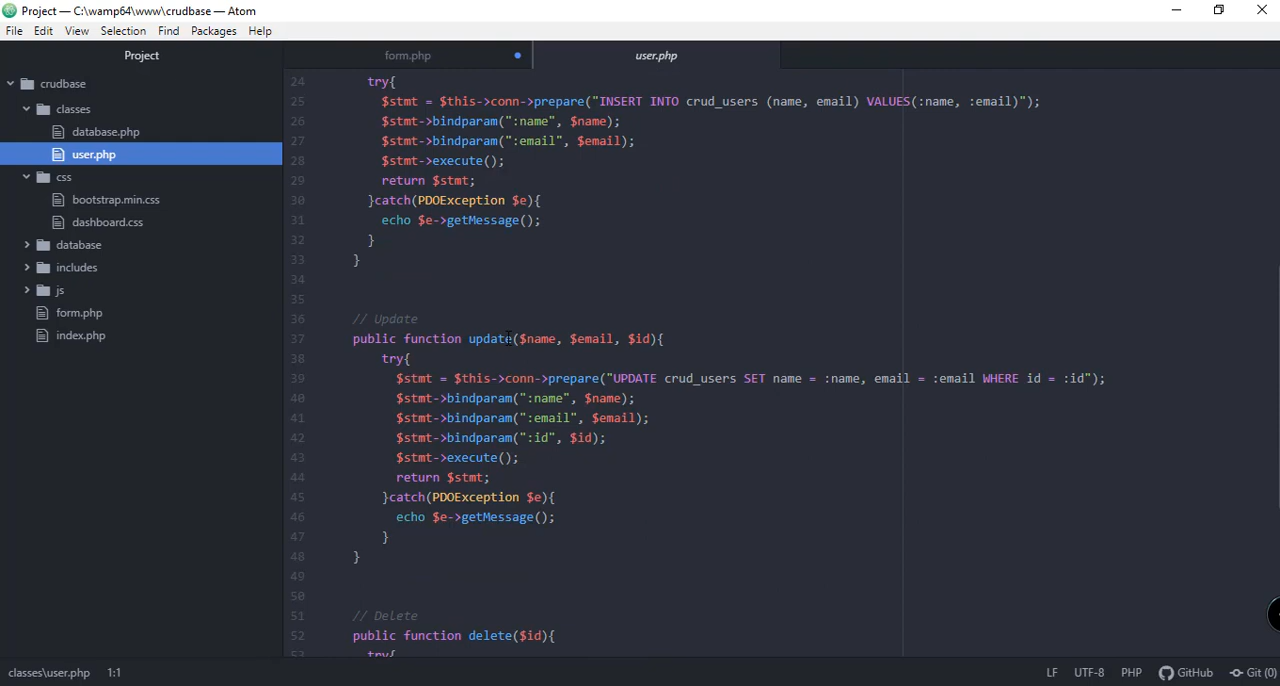 Project — C:\wamp64\www\crudbase — Atom
File Edit View Selection Find Packages Help
Project
form.php
user.php
crudbase
classes
database.php
user.php
css
bootstrap.min.css
dashboard.css
database
includes
js
form.php
index.php
24 try{
25 $stmt = $this->conn->prepare("INSERT INTO crud_users (name, email) VALUES(:name, :email)");
26 $stmt->bindparam(":name", $name);
27 $stmt->bindparam(":email", $email);
28 $stmt->execute();
29 return $stmt;
30 }catch(PDOException $e){
31 echo $e->getMessage();
32 }
33 }
34
35
36 // Update
37 public function update($name, $email, $id){
38 try{
39 $stmt = $this->conn->prepare("UPDATE crud_users SET name = :name, email = :email WHERE id = :id");
40 $stmt->bindparam(":name", $name);
41 $stmt->bindparam(":email", $email);
42 $stmt->bindparam(":id", $id);
43 $stmt->execute();
44 return $stmt;
45 }catch(PDOException $e){
46 echo $e->getMessage();
47 }
48 }
49
50
51 // Delete
52 public function delete($id){
53 try{
classes\user.php 1:1
LF UTF-8 PHP GitHub Git (0)